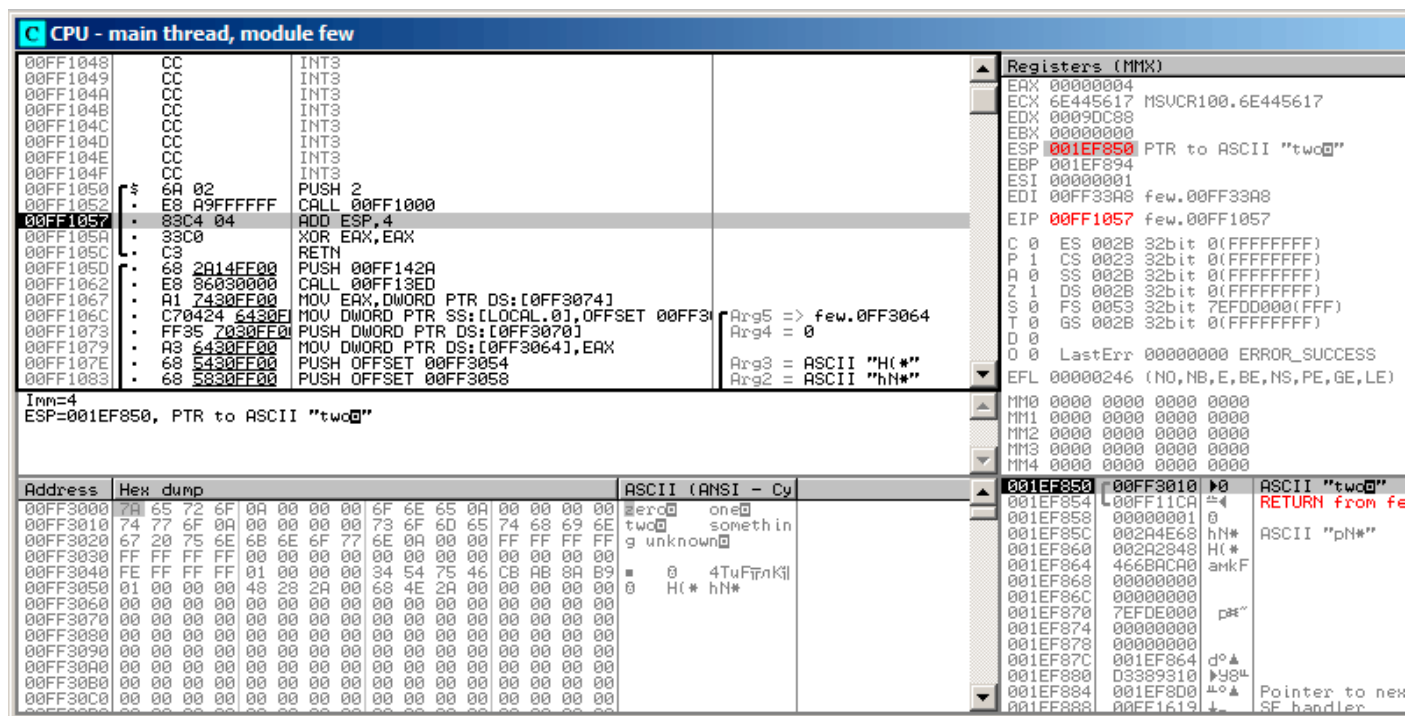 C CPU - main thread, module few
00FF1048 CC INT3
00FF1049 CC INT3
00FF104A CC INT3
00FF104B CC INT3
00FF104C CC INT3
00FF104D CC INT3
00FF104E CC INT3
00FF104F CC INT3
00FF1050 $ 6A 02 PUSH 2
00FF1052 . E8 A9FFFFFF CALL 00FF1000
00FF1057 . 83C4 04 ADD ESP,4
00FF105A . 33C0 XOR EAX,EAX
00FF105C . C3 RETN
00FF105D . 68 2A14FF00 PUSH 00FF142A
00FF1062 . E8 86030000 CALL 00FF13ED
00FF1067 . A1 7430FF00 MOV EAX,DWORD PTR DS:[0FF3074]
00FF106C . C70424 6430F MOV DWORD PTR SS:[LOCAL.0],OFFSET 00FF3 Arg5 => few.0FF3064
00FF1073 . FF35 7030FF0 PUSH DWORD PTR DS:[0FF3070] Arg4 = 0
00FF1079 . A3 6430FF00 MOV DWORD PTR DS:[0FF3064],EAX
00FF107E . 68 5430FF00 PUSH OFFSET 00FF3054 Arg3 = ASCII "H(*"
00FF1083 . 68 5830FF00 PUSH OFFSET 00FF3058 Arg2 = ASCII "hN*"
Imm=4
ESP=001EF850, PTR to ASCII "two◙"
Registers (MMX)
EAX 00000004
ECX 6E445617 MSVCR100.6E445617
EDX 0009DC88
EBX 00000000
ESP 001EF850 PTR to ASCII "two◙"
EBP 001EF894
ESI 00000001
EDI 00FF33A8 few.00FF33A8
EIP 00FF1057 few.00FF1057
C 0 ES 002B 32bit 0(FFFFFFFF)
P 1 CS 0023 32bit 0(FFFFFFFF)
A 0 SS 002B 32bit 0(FFFFFFFF)
Z 1 DS 002B 32bit 0(FFFFFFFF)
S 0 FS 0053 32bit 7EFDD000(FFF)
T 0 GS 002B 32bit 0(FFFFFFFF)
D 0
O 0 LastErr 00000000 ERROR_SUCCESS
EFL 00000246 (NO,NB,E,BE,NS,PE,GE,LE)
MM0 0000 0000 0000 0000
MM1 0000 0000 0000 0000
MM2 0000 0000 0000 0000
MM3 0000 0000 0000 0000
MM4 0000 0000 0000 0000
Address Hex dump ASCII (ANSI - Cy
00FF3000 7A 65 72 6F 0A 00 00 00 6F 6E 65 0A 00 00 00 00 zero◙ one◙
00FF3010 74 77 6F 0A 00 00 00 00 73 6F 6D 65 74 68 69 6E two◙ somethin
00FF3020 67 20 75 6E 6B 6E 6F 77 6E 0A 00 00 FF FF FF FF g unknown◙
00FF3030 FF FF FF FF 00 00 00 00 00 00 00 00 00 00 00 00
00FF3040 FE FF FF FF 01 00 00 00 34 54 75 46 CB AB 8A B9 ■ ☺ 4TuF╦лК╣
00FF3050 01 00 00 00 48 28 2A 00 68 4E 2A 00 00 00 00 00 ☺ H(* hN*
00FF3060 00 00 00 00 00 00 00 00 00 00 00 00 00 00 00 00
00FF3070 00 00 00 00 00 00 00 00 00 00 00 00 00 00 00 00
00FF3080 00 00 00 00 00 00 00 00 00 00 00 00 00 00 00 00
00FF3090 00 00 00 00 00 00 00 00 00 00 00 00 00 00 00 00
00FF30A0 00 00 00 00 00 00 00 00 00 00 00 00 00 00 00 00
00FF30B0 00 00 00 00 00 00 00 00 00 00 00 00 00 00 00 00
00FF30C0 00 00 00 00 00 00 00 00 00 00 00 00 00 00 00 00
001EF850 00FF3010 ►0 ASCII "two◙"
001EF854 00FF11CA RETURN from fe
001EF858 00000001 ☺
001EF85C 002A4E68 hN* ASCII "pN*"
001EF860 002A2848 H(*
001EF864 466BACA0 амkF
001EF868 00000000
001EF86C 00000000
001EF870 7EFDE000
001EF874 00000000
001EF878 00000000
001EF87C 001EF864 d°▲
001EF880 D3389310
001EF884 001EF8D0 ╨°▲ Pointer to nex
001EF888 00FF1619 SE handler